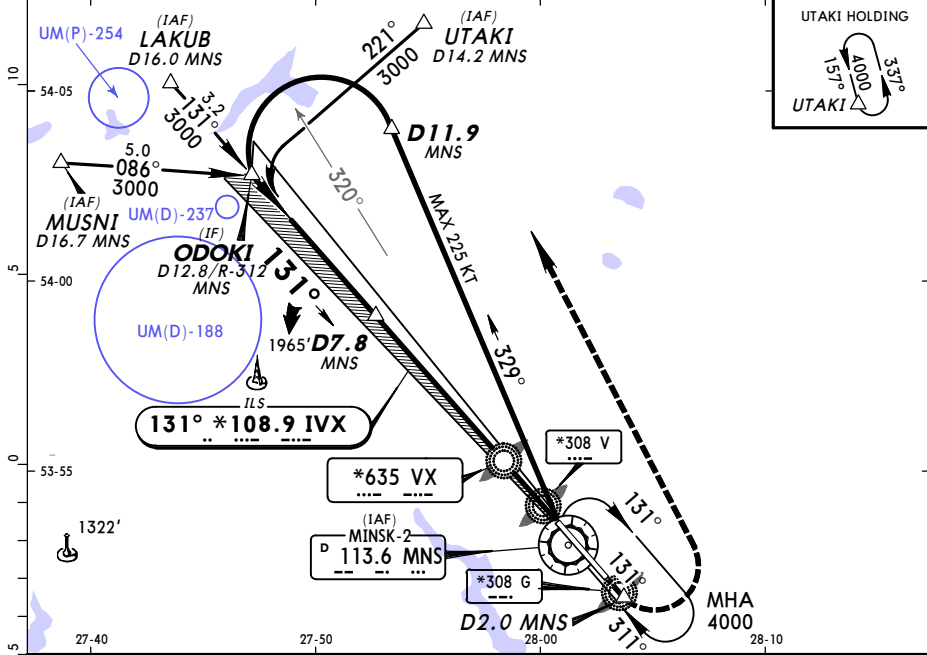 (IAF)
LAKUB
D16.0 MNS
UM(P)-254
(IAF)
UTAKI
D14.2 MNS
221°
3000
UTAKI HOLDING
157°
4000
337°
UTAKI
10
54-05
3.2
131°
3000
D11.9
MNS
5.0
086°
3000
320°
(IAF)
MUSNI
D16.7 MNS
UM(D)-237
(IF)
ODOKI
D12.8/R-312
MNS
MAX 225 KT
5
54-00
131°
UM(D)-188
1965'
D7.8
MNS
329°
ILS
131° *108.9 IVX
*308 V
0
53-55
*635 VX
1322'
(IAF)
MINSK-2
D 113.6 MNS
131°
*308 G
131°
MHA
4000
D2.0 MNS
311°
5
27-40
27-50
28-00
28-10